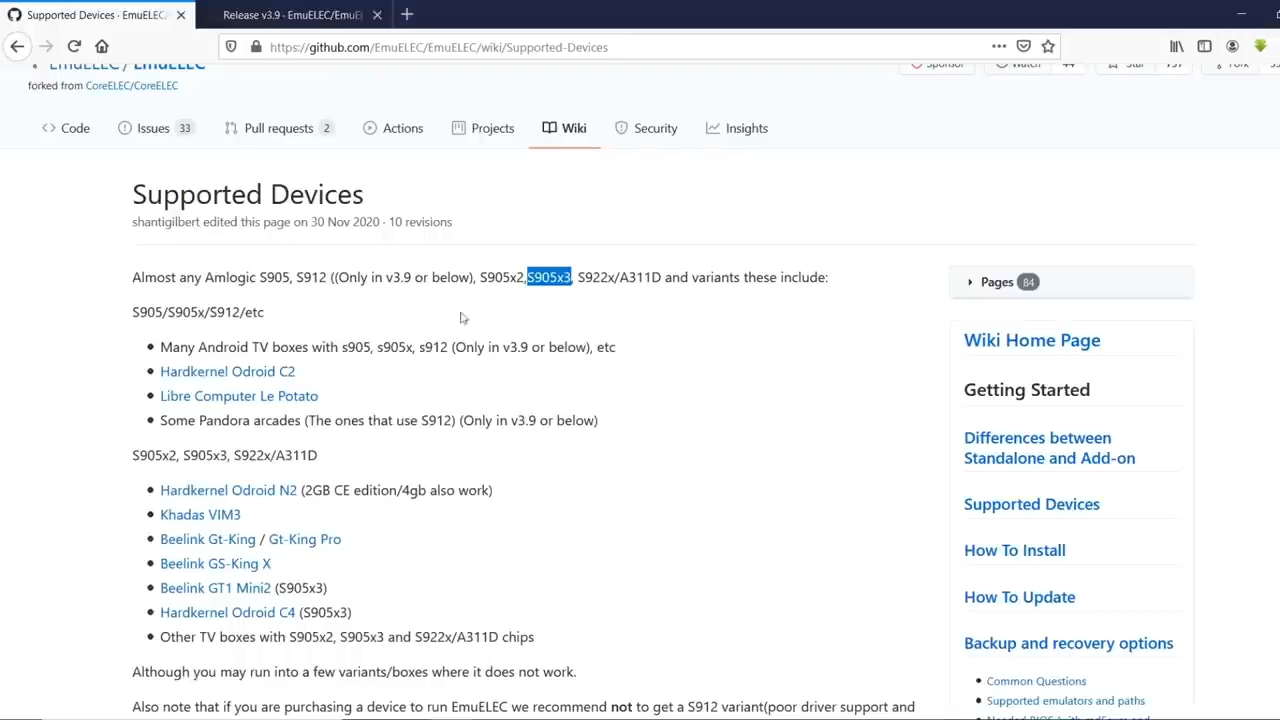 Supported Devices · EmuELEC/
Release v3.9 - EmuELEC/EmuE
https://github.com/EmuELEC/EmuELEC/wiki/Supported-Devices
EmuELEC / EmuELEC
Sponsor
Watch
44
Star
Fork
forked from CoreELEC/CoreELEC
Code
Issues 33
Pull requests 2
Actions
Projects
Wiki
Security
Insights
Supported Devices
shantigilbert edited this page on 30 Nov 2020 · 10 revisions
Almost any Amlogic S905, S912 ((Only in v3.9 or below), S905x2,S905x3, S922x/A311D and variants these include:
S905/S905x/S912/etc
Many Android TV boxes with s905, s905x, s912 (Only in v3.9 or below), etc
Hardkernel Odroid C2
Libre Computer Le Potato
Some Pandora arcades (The ones that use S912) (Only in v3.9 or below)
S905x2, S905x3, S922x/A311D
Hardkernel Odroid N2 (2GB CE edition/4gb also work)
Khadas VIM3
Beelink Gt-King / Gt-King Pro
Beelink GS-King X
Beelink GT1 Mini2 (S905x3)
Hardkernel Odroid C4 (S905x3)
Other TV boxes with S905x2, S905x3 and S922x/A311D chips
Although you may run into a few variants/boxes where it does not work.
Also note that if you are purchasing a device to run EmuELEC we recommend not to get a S912 variant(poor driver support and
Pages 84
Wiki Home Page
Getting Started
Differences between
Standalone and Add-on
Supported Devices
How To Install
How To Update
Backup and recovery options
Common Questions
Supported emulators and paths